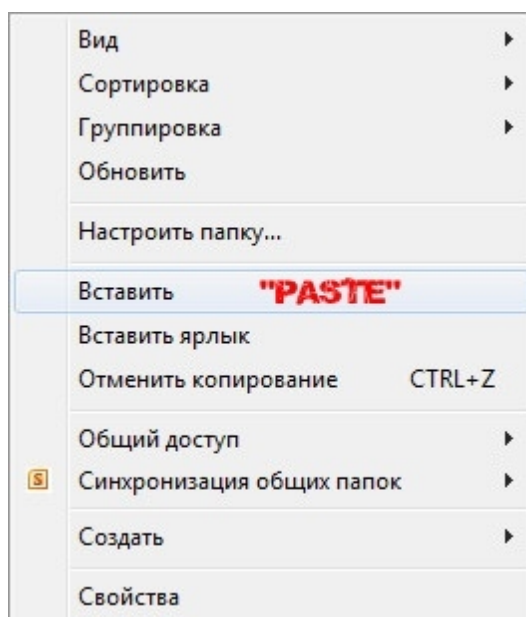 Вид
Сортировка
Группировка
Обновить
Настроить папку...
Вставить "PASTE"
Вставить ярлык
Отменить копирование CTRL+Z
Общий доступ
S Синхронизация общих папок
Создать
Свойства